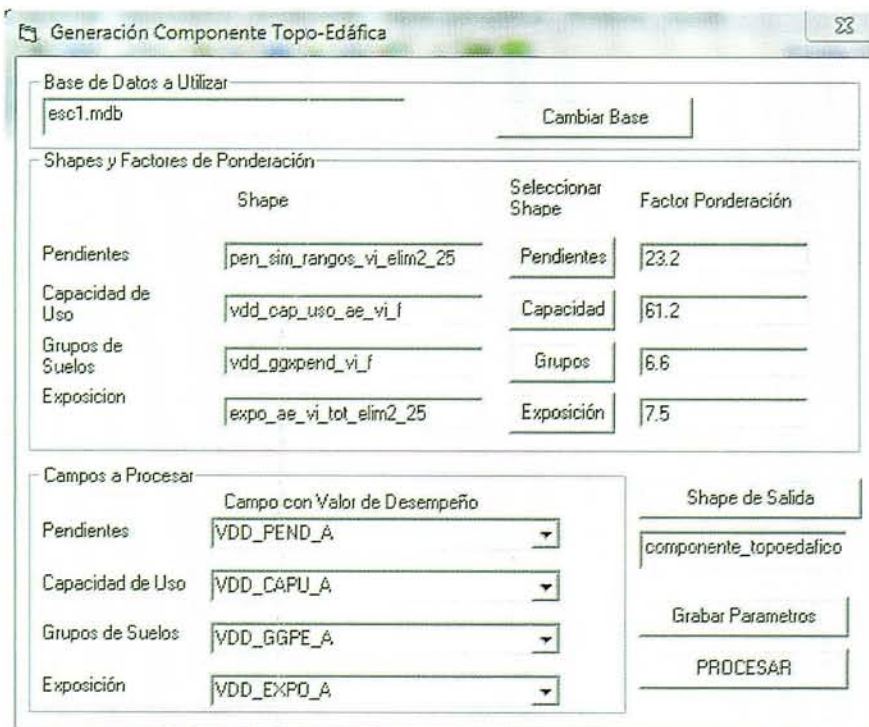 Generación Componente Topo-Edáfica
Base de Datos a Utilizar
esc1.mdb
Cambiar Base
Shapes y Factores de Ponderación
Shape
Seleccionar
Shape
Factor Ponderación
Pendientes
pen_sim_rangos_vi_elim2_25
Pendientes
23.2
Capacidad de
Uso
vdd_cap_uso_ae_vi_f
Capacidad
61.2
Grupos de
Suelos
vdd_ggxpend_vi_f
Grupos
6.6
Exposicion
expo_ae_vi_tot_elim2_25
Exposición
7.5
Campos a Procesar
Campo con Valor de Desempeño
Pendientes
VDD_PEND_A
Capacidad de Uso
VDD_CAPU_A
Grupos de Suelos
VDD_GGPE_A
Exposición
VDD_EXPO_A
Shape de Salida
componente_topoedafico
Grabar Parametros
PROCESAR